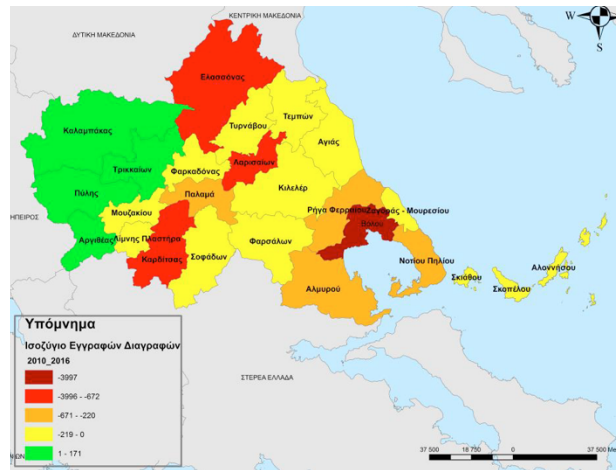 ΚΕΝΤΡΙΚΗ ΜΑΚΕΔΟΝΙΑ
W
S
ΔΥΤΙΚΗ ΜΑΚΕΔΟΝΙΑ
Ελασσόνας
Καλαμπάκας
Τεμπών
Τυρνάβου
Αγιάς
Λαρισαίων
Τρικκαίων
Φαρκαδόνας
Κιλελέρ
Πύλης
ΗΠΕΙΡΟΣ
Παλαμά
Μουζακίου
Ρήγα Φερραίου
Ζαγοράς - Μουρεσίου
Βόλου
Αργιθέας
Λίμνης Πλαστήρα
Φαρσάλων
Σοφάδων
Καρδίτσας
Νοτίου Πηλίου
Σκιάθου
Αλοννήσου
Σκοπέλου
Αλμυρού
Υπόμνημα
Ισοζύγιο Εγγραφών Διαγραφών
2010_2016
-3997
-3996 - -672
-671 - -220
-219 - 0
1 - 171
ΣΤΕΡΕΑ ΕΛΛΑΔΑ
37 500 18 750 0 37 500 Me